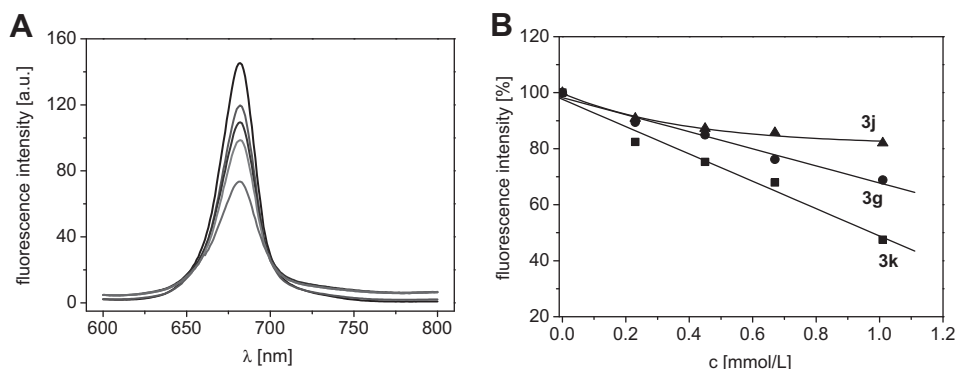 A
fluorescence intensity [a.u.]
160
120
80
40
0
600
650
700
750
800
λ [nm]
B
fluorescence intensity [%]
120
100
80
60
40
20
3j
3g
3k
0.0
0.2
0.4
0.6
0.8
1.0
1.2
c [mmol/L]